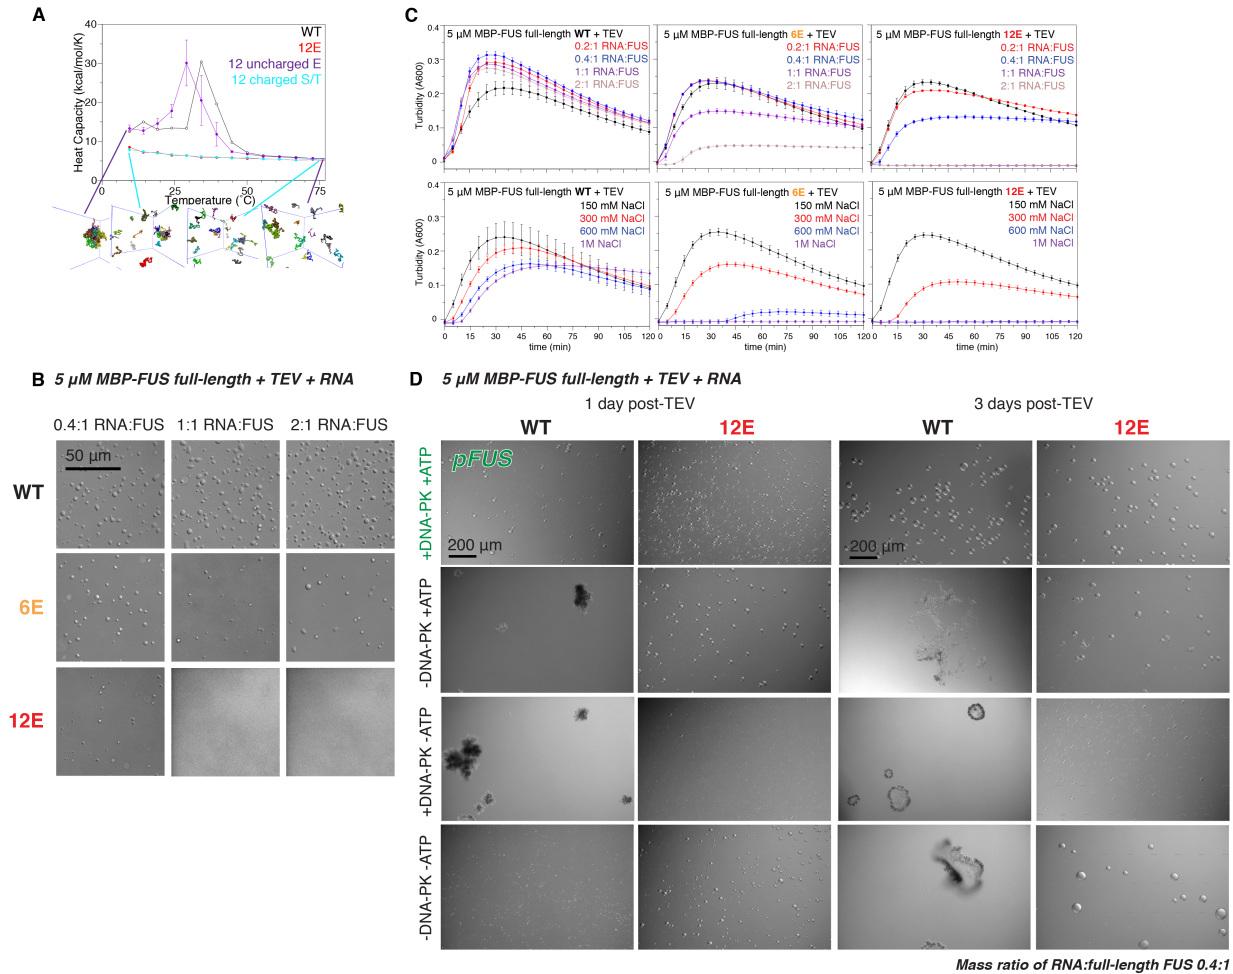 A
Heat Capacity (kcal/mol/K)
40
30
20
10
0
0
25
50
75
Temperature (°C)
WT
12E
12 uncharged E
12 charged S/T
C
Turbidity (A600)
0.4
0.3
0.2
0.1
0
5 µM MBP-FUS full-length WT + TEV
0.2:1 RNA:FUS
0.4:1 RNA:FUS
1:1 RNA:FUS
2:1 RNA:FUS
5 µM MBP-FUS full-length 6E + TEV
0.2:1 RNA:FUS
0.4:1 RNA:FUS
1:1 RNA:FUS
2:1 RNA:FUS
5 µM MBP-FUS full-length 12E + TEV
0.2:1 RNA:FUS
0.4:1 RNA:FUS
1:1 RNA:FUS
2:1 RNA:FUS
Turbidity (A600)
0.4
0.3
0.2
0.1
0
5 µM MBP-FUS full-length WT + TEV
150 mM NaCl
300 mM NaCl
600 mM NaCl
1M NaCl
5 µM MBP-FUS full-length 6E + TEV
150 mM NaCl
300 mM NaCl
600 mM NaCl
1M NaCl
5 µM MBP-FUS full-length 12E + TEV
150 mM NaCl
300 mM NaCl
600 mM NaCl
1M NaCl
0 15 30 45 60 75 90 105 120
0 15 30 45 60 75 90 105 120
0 15 30 45 60 75 90 105 120
time (min)
time (min)
time (min)
B 5 µM MBP-FUS full-length + TEV + RNA
0.4:1 RNA:FUS 1:1 RNA:FUS 2:1 RNA:FUS
50 µm
WT
6E
12E
D 5 µM MBP-FUS full-length + TEV + RNA
1 day post-TEV 3 days post-TEV
WT 12E WT 12E
+DNA-PK +ATP
pFUS
200 µm
200 µm
-DNA-PK +ATP
+DNA-PK -ATP
-DNA-PK -ATP
Mass ratio of RNA:full-length FUS 0.4:1